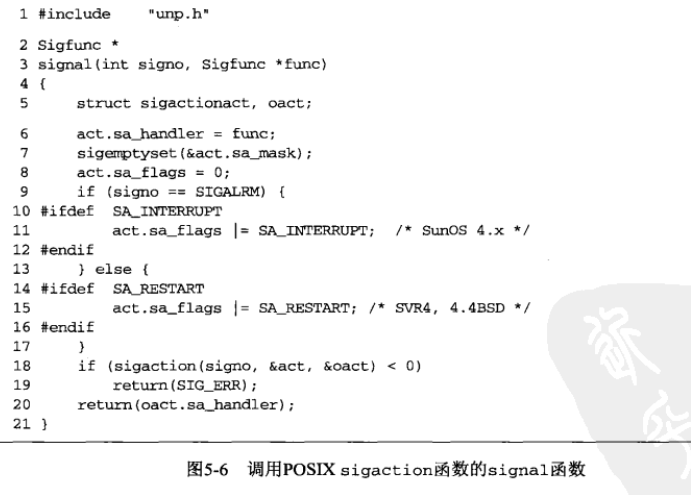 1 #include    "unp.h"
2 Sigfunc *
3 signal(int signo, Sigfunc *func)
4 {
5     struct sigactionact, oact;
6     act.sa_handler = func;
7     sigemptyset(&act.sa_mask);
8     act.sa_flags = 0;
9     if (signo == SIGALRM) {
10 #ifdef  SA_INTERRUPT
11         act.sa_flags |= SA_INTERRUPT;  /* SunOS 4.x */
12 #endif
13     } else {
14 #ifdef  SA_RESTART
15         act.sa_flags |= SA_RESTART; /* SVR4, 4.4BSD */
16 #endif
17     }
18     if (sigaction(signo, &act, &oact) < 0)
19         return(SIG_ERR);
20     return(oact.sa_handler);
21 }
图5-6 调用POSIX sigaction函数的signal函数